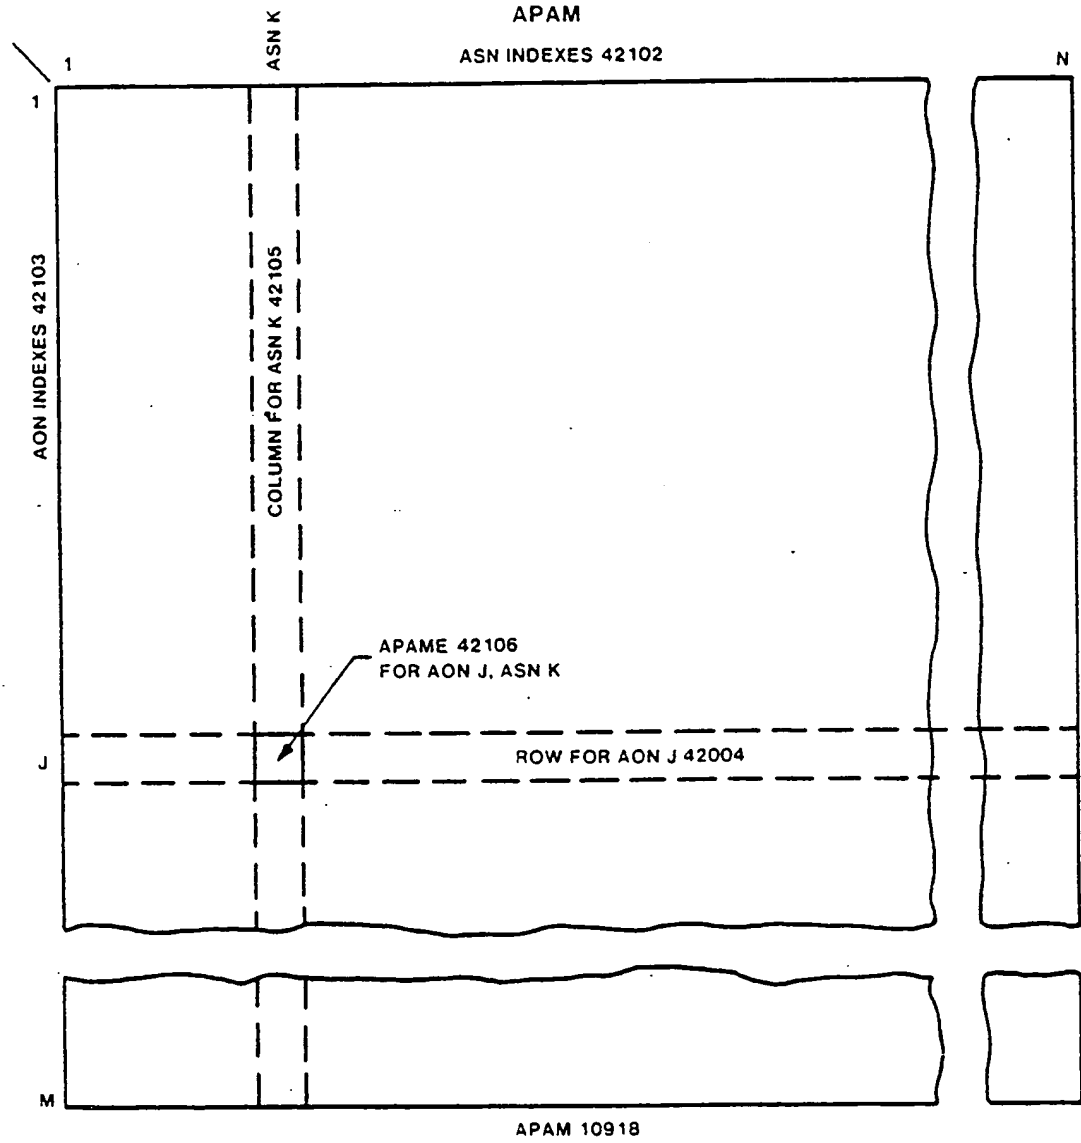 APAM
ASN INDEXES 42102
ASN K
1
N
1
AON INDEXES 42103
COLUMN FOR ASN K 42105
APAME 42106
FOR AON J, ASN K
J
ROW FOR AON J 42004
M
APAM 10918